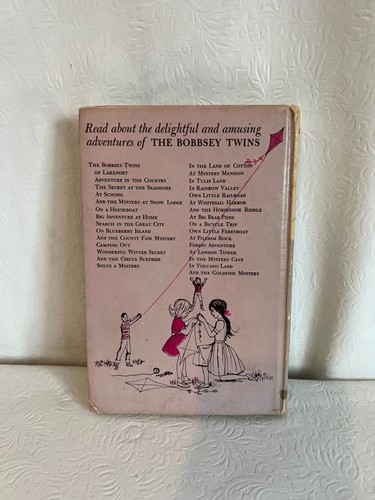 Read about the delightful and amusing
adventures of THE BOBBSEY TWINS
THE BOBBSEY TWINS
OF LAKEPORT
ADVENTURE IN THE COUNTRY
THE SECRET AT THE SEASHORE
AT SCHOOL
AND THE MYSTERY AT SNOW LODGE
ON A HOUSEBOAT
BIG ADVENTURE AT HOME
SEARCH IN THE GREAT CITY
ON BLUEBERRY ISLAND
AND THE COUNTY FAIR MYSTERY
CAMPING OUT
WONDERFUL WINTER SECRET
AND THE CIRCUS SURPRISE
SOLVE A MYSTERY
IN THE LAND OF COTTON
AT MYSTERY MANSION
IN TULIP LAND
IN RAINBOW VALLEY
OWN LITTLE RAILROAD
AT WHITESAIL HARBOR
AND THE HORSESHOE RIDDLE
AT BIG BEAR POND
ON A BICYCLE TRIP
OWN LITTLE FERRYBOAT
AT PILGRIM ROCK
FOREST ADVENTURE
AT LONDON TOWER
IN THE MYSTERY CAVE
IN VOLCANO LAND
AND THE GOLDFISH MYSTERY